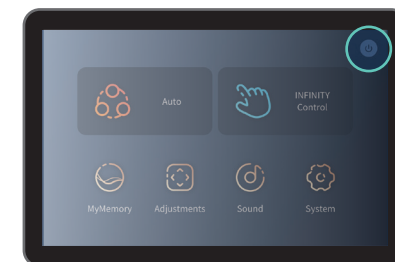 Auto
INFINITY
Control
MyMemory
Adjustments
Sound
System